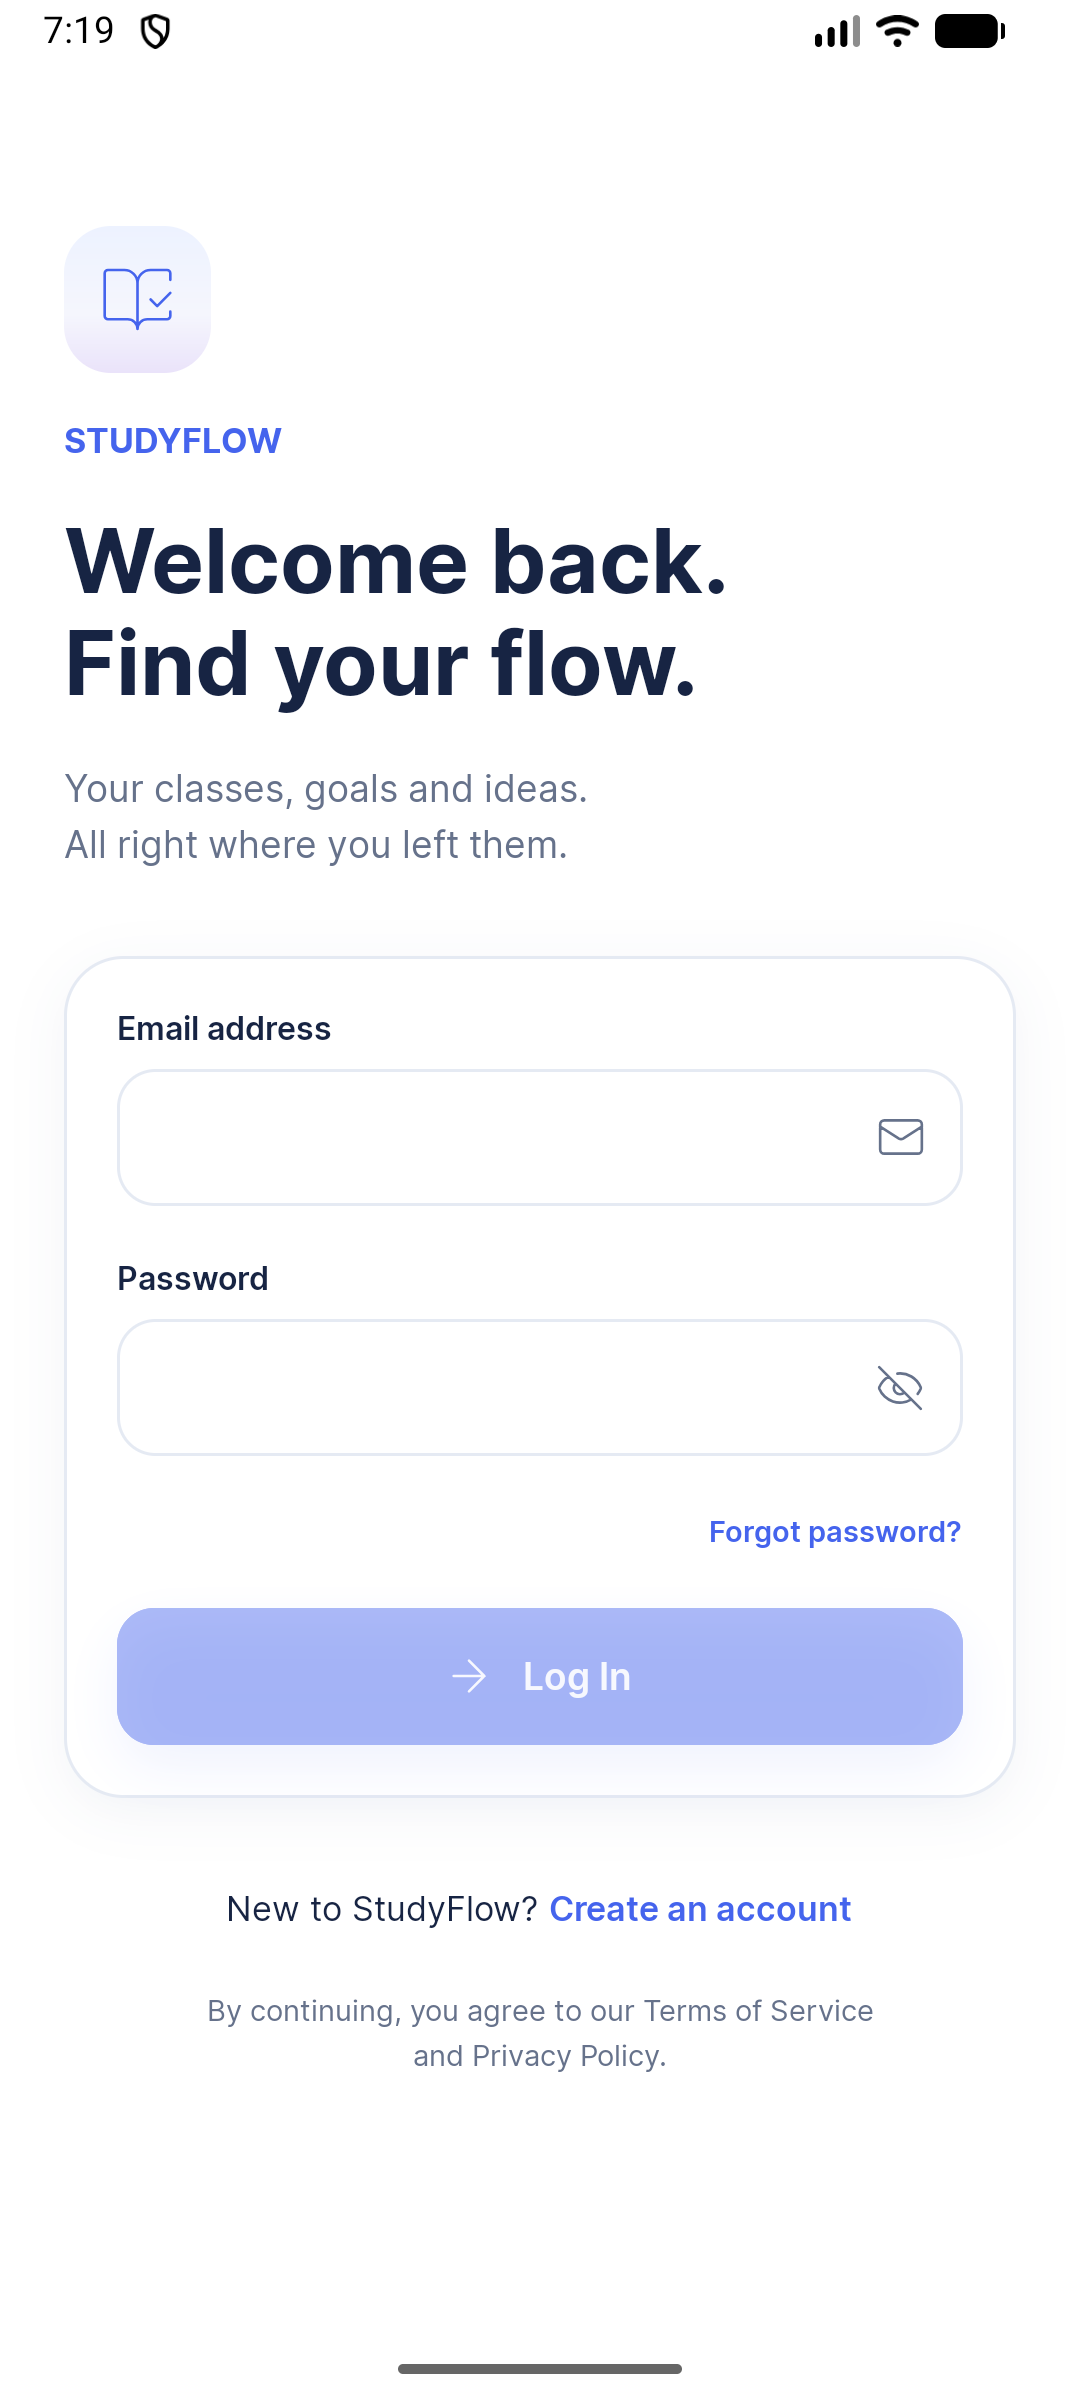 7:19
STUDYFLOW
Welcome back.
Find your flow.
Your classes, goals and ideas.
All right where you left them.
Email address
Password
Forgot password?
Log In
New to StudyFlow? Create an account
By continuing, you agree to our Terms of Service
and Privacy Policy.